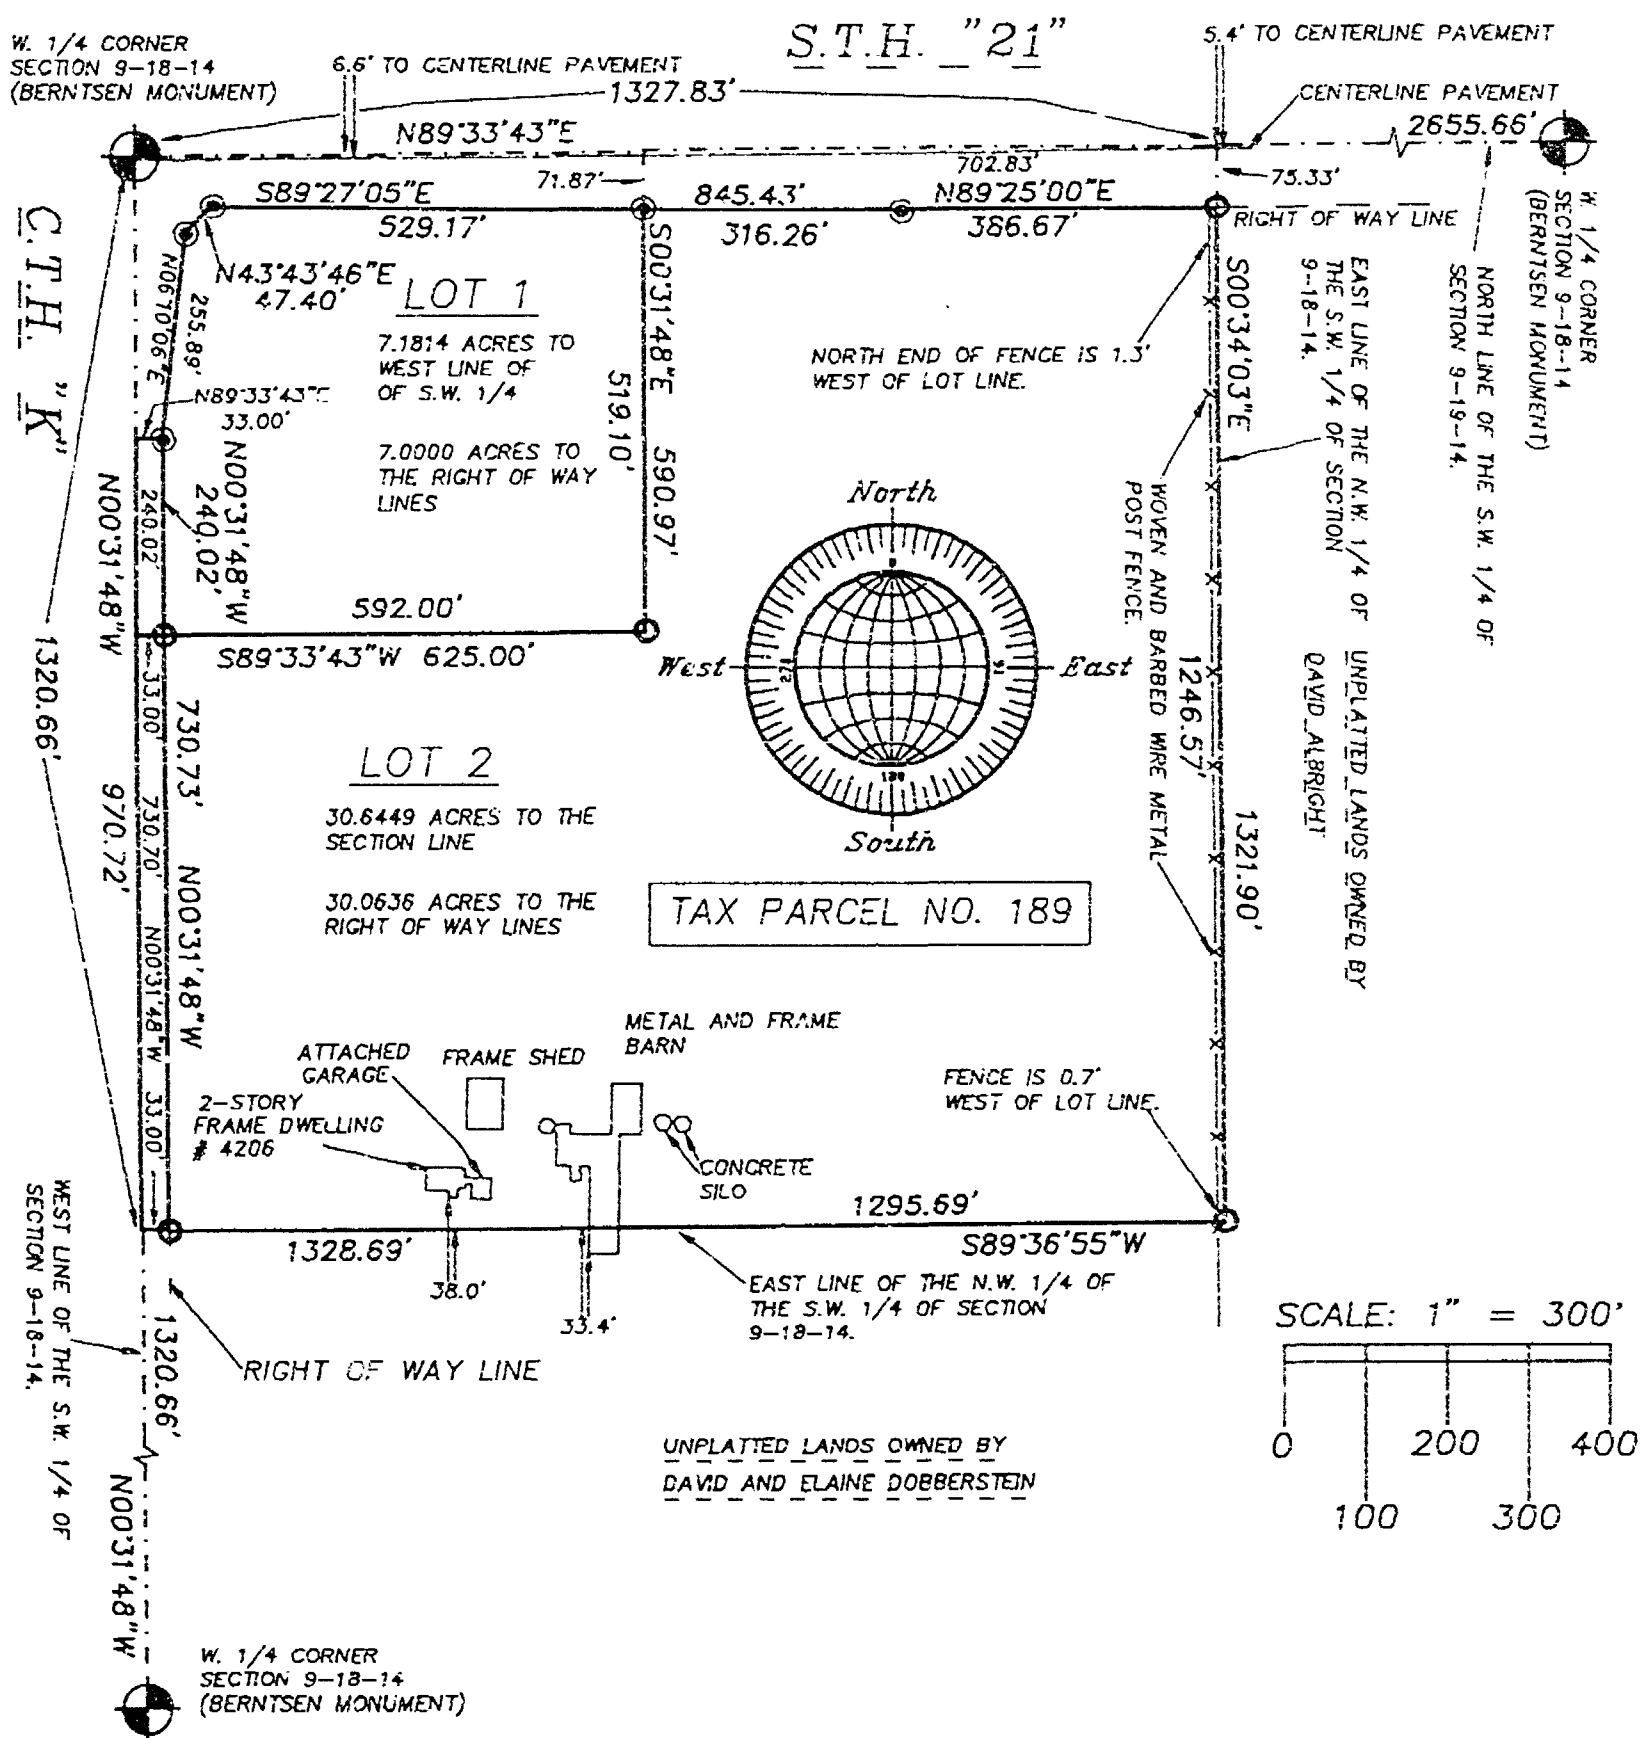 S.T.H. "21"
W. 1/4 CORNER
SECTION 9-18-14
(BERNTSEN MONUMENT)
6.6' TO CENTERLINE PAVEMENT
5.4' TO CENTERLINE PAVEMENT
1327.83'
CENTERLINE PAVEMENT
N89°33'43"E
2655.66'
702.83'
71.87'
75.33'
S89°27'05"E
529.17'
845.43'
316.26'
N89°25'00"E
386.67'
RIGHT OF WAY LINE
W. 1/4 CORNER
SECTION 9-18-14
(BERNTSEN MONUMENT)
NORTH LINE OF THE S.W. 1/4 OF
SECTION 9-19-14.
EAST LINE OF THE N.W. 1/4 OF
THE S.W. 1/4 OF SECTION
9-18-14.
C.T.H. "K"
N43°43'46"E
47.40'
N06°10'06"E
255.89'
N89°33'43"E
33.00'
LOT 1
7.1814 ACRES TO
WEST LINE OF
OF S.W. 1/4
7.0000 ACRES TO
THE RIGHT OF WAY
LINES
S00°31'48"E
519.10'
590.97'
NORTH END OF FENCE IS 1.3'
WEST OF LOT LINE.
S00°34'03"E
WOVEN AND BARBED WIRE METAL
POST FENCE.
1246.57'
1321.90'
UNPLATTED LANDS OWNED BY
DAVID ALBRIGHT
N00°31'48"W
240.02'
240.02'
N00°31'48"W
592.00'
S89°33'43"W 625.00'
North
West
East
South
0
180
1320.66'
970.72'
33.00'
730.70'
N00°31'48"W
33.00'
730.73'
N00°31'48"W
LOT 2
30.6449 ACRES TO THE
SECTION LINE
30.0636 ACRES TO THE
RIGHT OF WAY LINES
TAX PARCEL NO. 189
METAL AND FRAME
BARN
ATTACHED
GARAGE
FRAME SHED
2-STORY
FRAME DWELLING
# 4206
FENCE IS 0.7'
WEST OF LOT LINE.
CONCRETE
SILO
1295.69'
1328.69'
S89°36'55"W
38.0'
33.4'
EAST LINE OF THE N.W. 1/4 OF
THE S.W. 1/4 OF SECTION
9-18-14.
WEST LINE OF THE S.W. 1/4 OF
SECTION 9-18-14.
RIGHT OF WAY LINE
1320.66'
N00°31'48"W
SCALE: 1" = 300'
0 200 400
100 300
UNPLATTED LANDS OWNED BY
DAVID AND ELAINE DOBBERSTEIN
W. 1/4 CORNER
SECTION 9-18-14
(BERNTSEN MONUMENT)